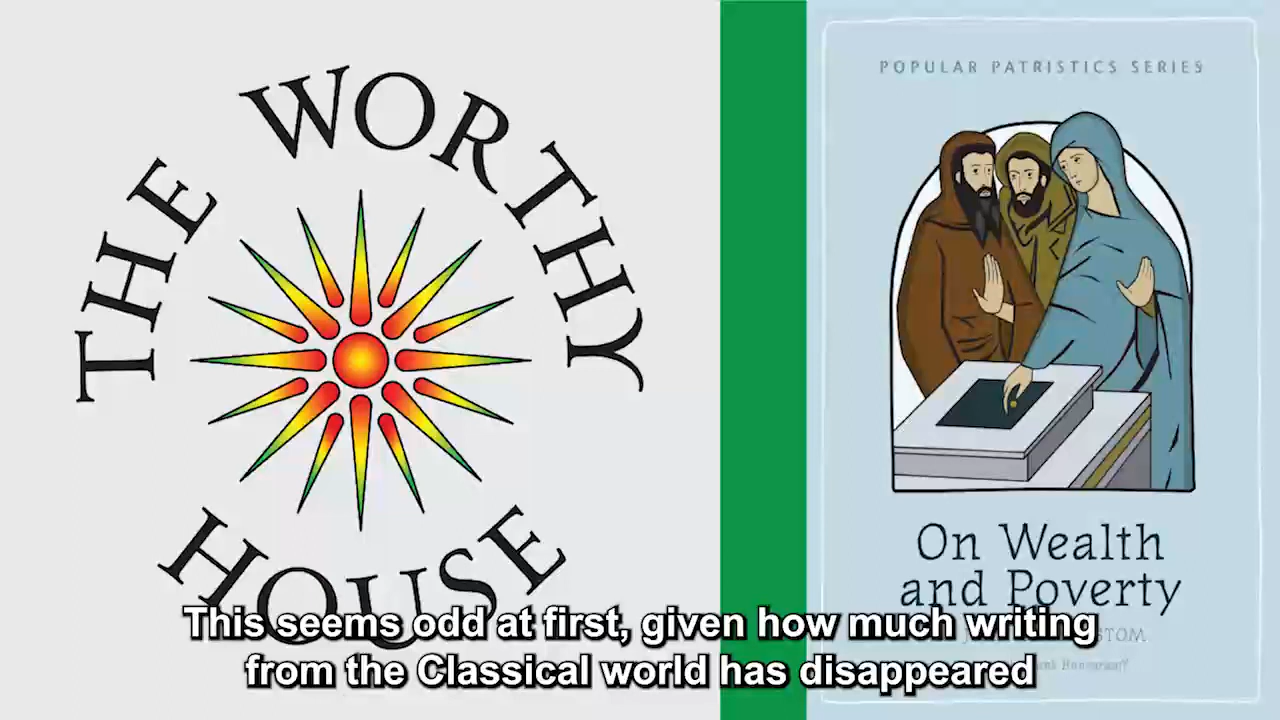 THE WORTHY
HOUSE
POPULAR PATRISTICS SERIES
On Wealth
and Poverty
This seems odd at first, given how much writing
from the Classical world has disappeared